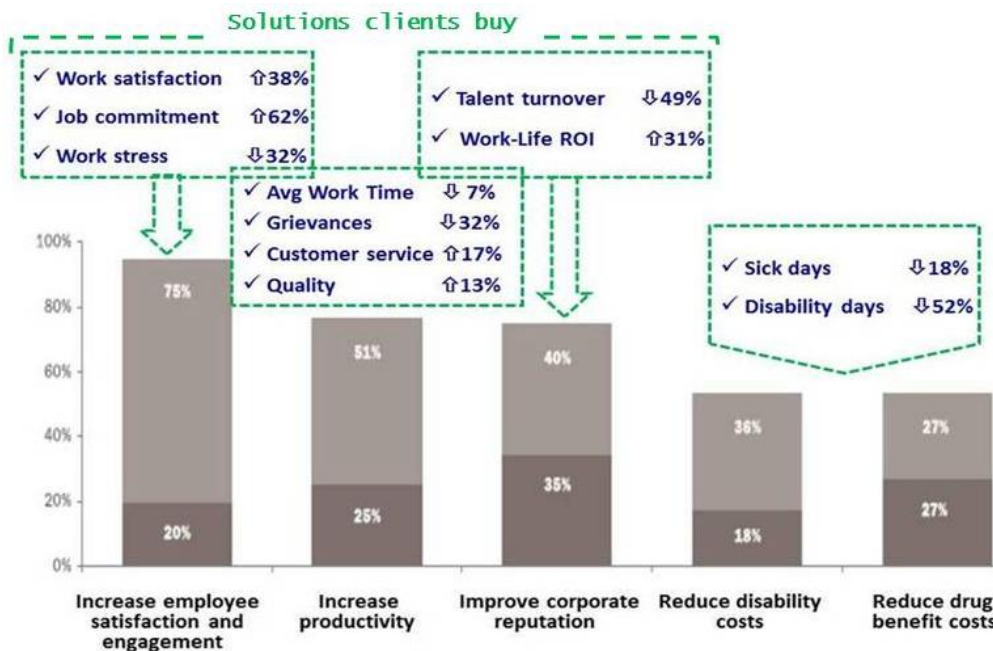 Solutions clients buy
✓ Work satisfaction ⇧38%
✓ Job commitment ⇧62%
✓ Work stress ⇩32%
✓ Talent turnover ⇩49%
✓ Work-Life ROI ⇧31%
✓ Avg Work Time ⇩ 7%
✓ Grievances ⇩32%
✓ Customer service ⇧17%
✓ Quality ⇧13%
✓ Sick days ⇩18%
✓ Disability days ⇩52%
100%
80%
60%
40%
20%
0%
75%
20%
51%
25%
40%
35%
36%
18%
27%
27%
Increase employee
satisfaction and
engagement
Increase
productivity
Improve corporate
reputation
Reduce disability
costs
Reduce drug
benefit costs